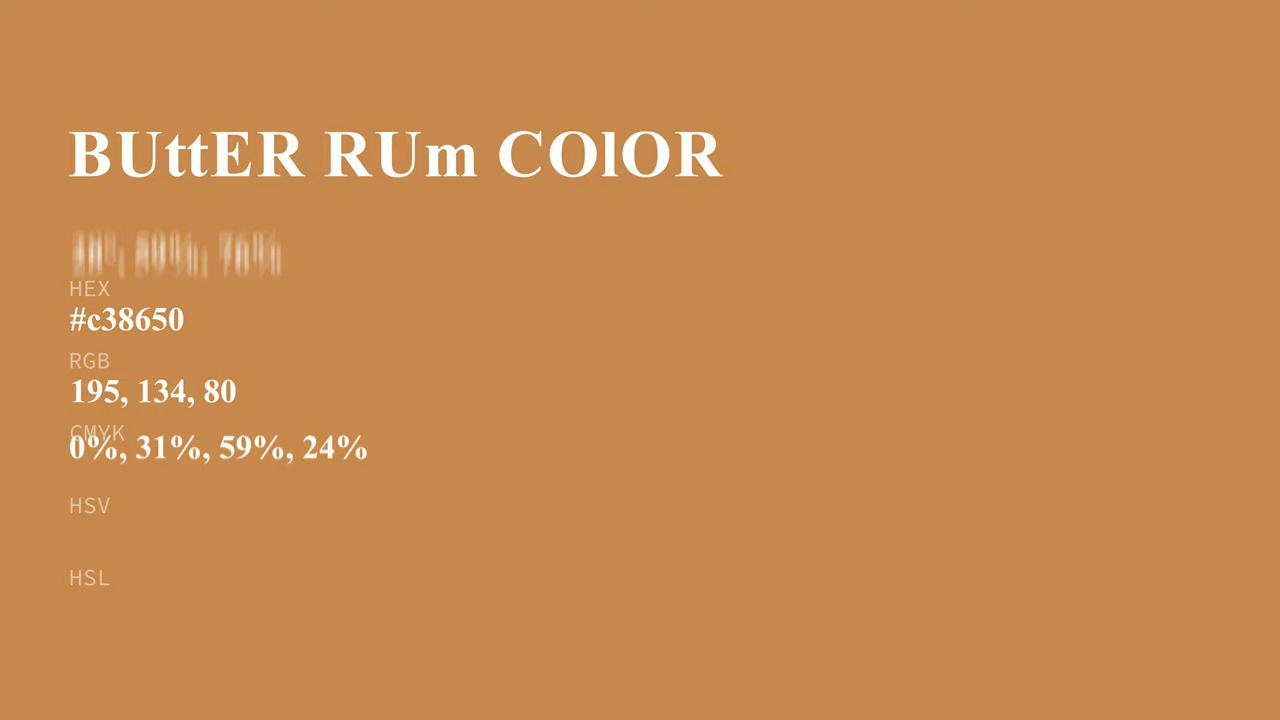 BUttER RUm COlOR
HEX
#c38650
RGB
195, 134, 80
CMYK
0%, 31%, 59%, 24%
HSV
HSL